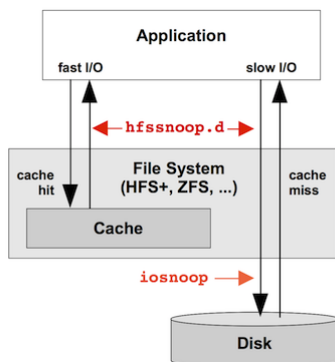 Application
fast I/O
slow I/O
hfssnoop.d
cache
hit
File System
(HFS+, ZFS, ...)
cache
miss
Cache
iosnoop
Disk